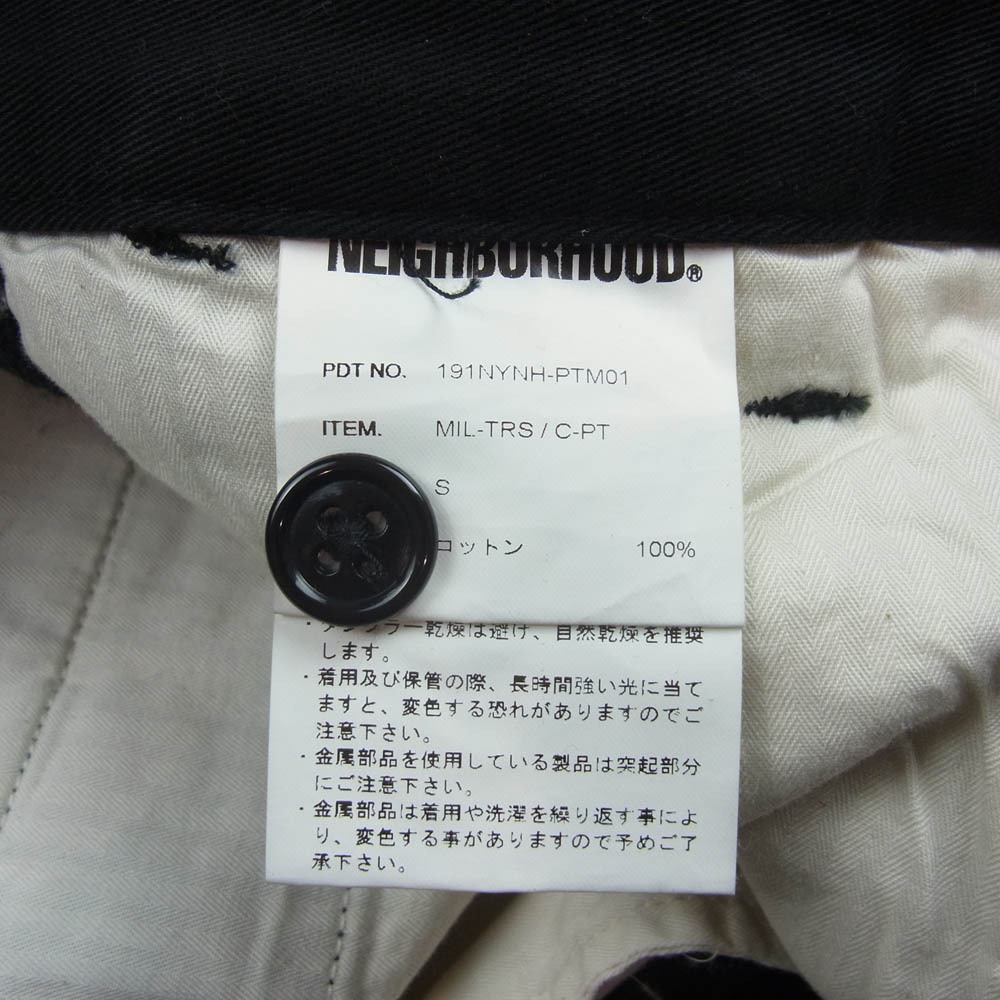 NEIGHBORHOOD®
PDT NO. 191NYNH-PTM01
ITEM. MIL-TRS / C-PT
S
コットン 100%
・タンブラー乾燥は避け、自然乾燥を推奨
します。
・着用及び保管の際、長時間強い光に当て
ますと、変色する恐れがありますのでご
注意下さい。
・金属部品を使用している製品は突起部分
にご注意下さい。
・金属部品は着用や洗濯を繰り返す事によ
り、変色する事がありますので予めご了
承下さい。